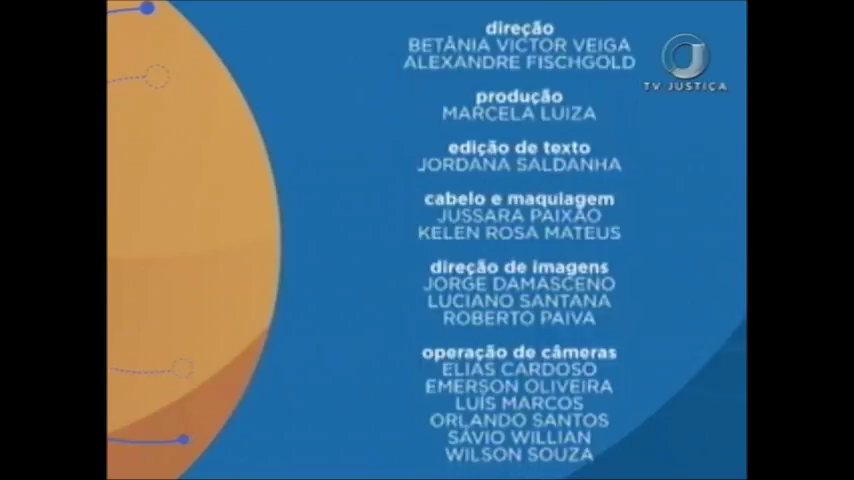 direção
BETÂNIA VICTOR VEIGA
ALEXANDRE FISCHGOLD
TV JUSTIÇA
produção
MARCELA LUIZA
edição de texto
JORDANA SALDANHA
cabelo e maquiagem
JUSSARA PAIXÃO
KELEN ROSA MATEUS
direção de imagens
JORGE DAMASCENO
LUCIANO SANTANA
ROBERTO PAIVA
operação de câmeras
ELIAS CARDOSO
EMERSON OLIVEIRA
LUÍS MARCOS
ORLANDO SANTOS
SÁVIO WILLIAN
WILSON SOUZA